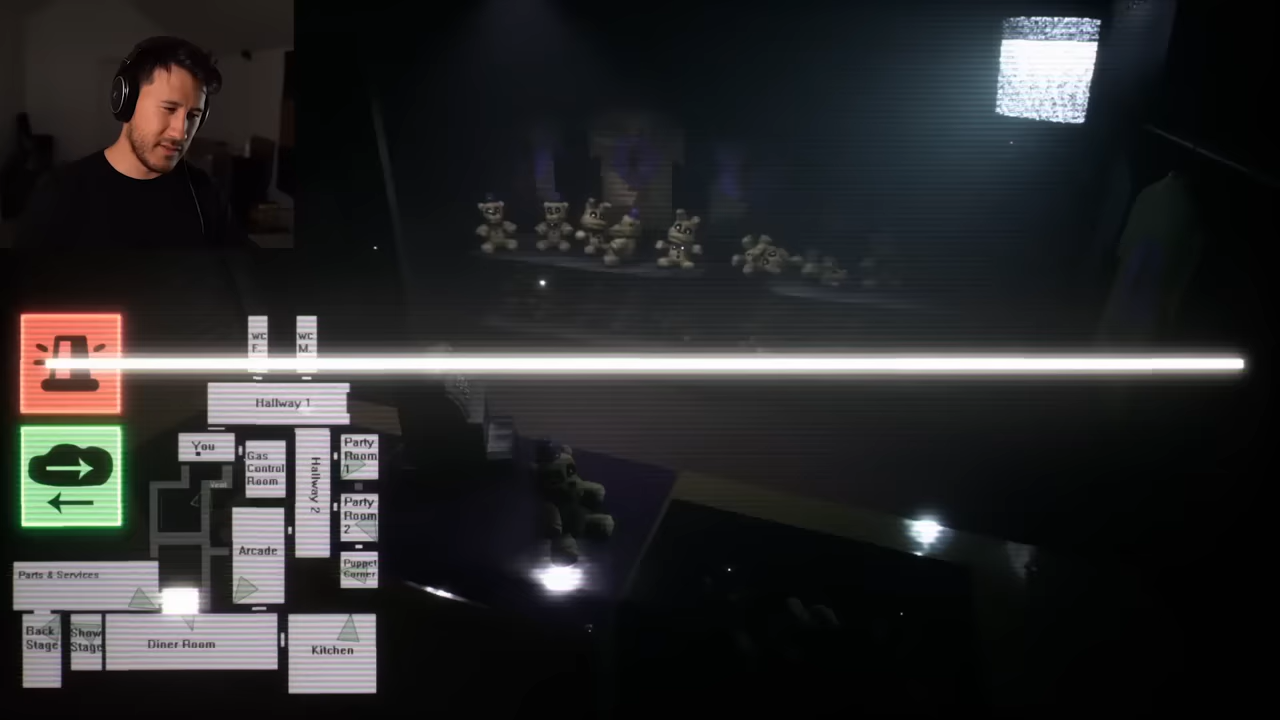 WC
F.
WC
M.
Hallway 1
You
Gas
Control
Room
Hallway 2
Party
Room
1
Party
Room
2
Arcade
Puppet
Corner
Parts & Services
Back
Stage
Show
Stage
Diner Room
Kitchen